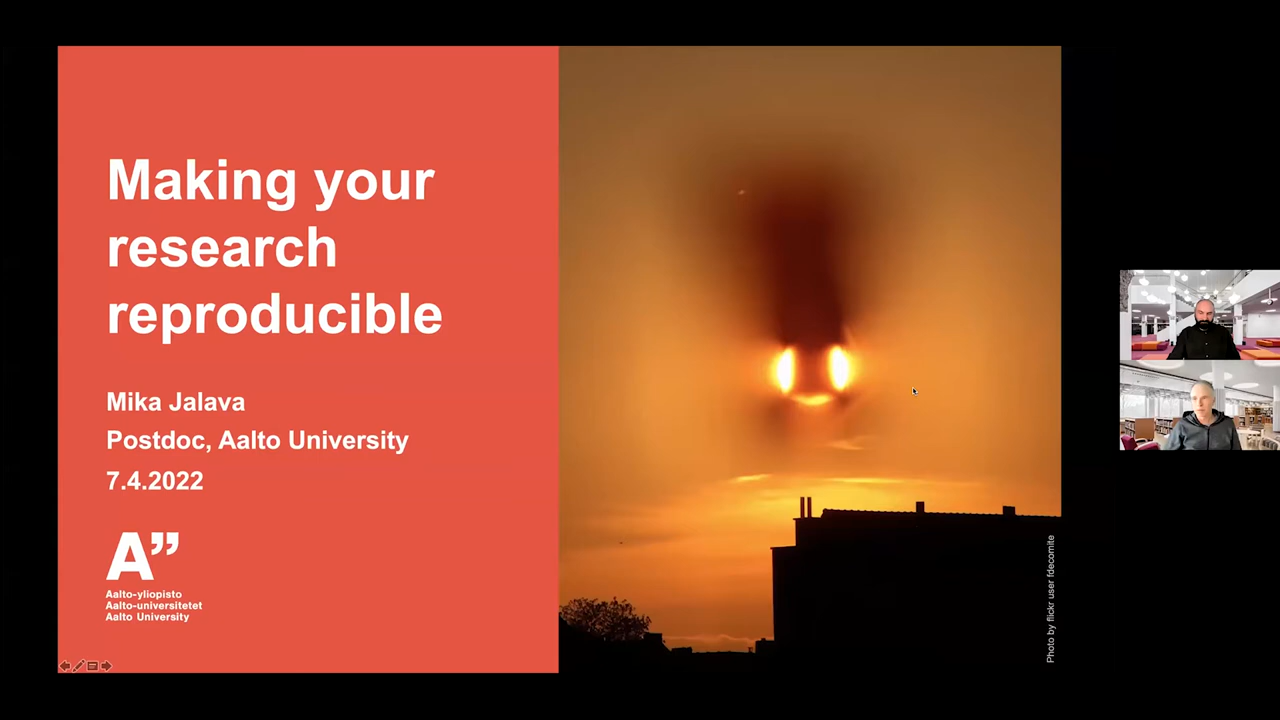 Making your
research
reproducible
Mika Jalava
Postdoc, Aalto University
7.4.2022
A”
Aalto-yliopisto
Aalto-universitetet
Aalto University
Photo by flickr user fdecomite